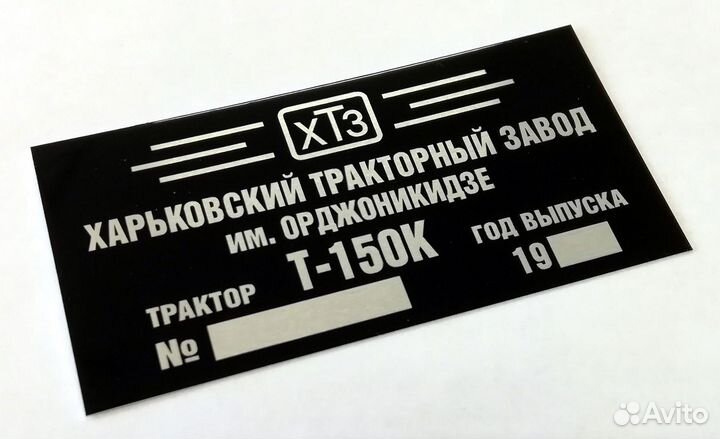 ХТЗ
ХАРЬКОВСКИЙ ТРАКТОРНЫЙ ЗАВОД
ИМ. ОРДЖОНИКИДЗЕ
ТРАКТОР Т-150К ГОД ВЫПУСКА
№ 19
Avito